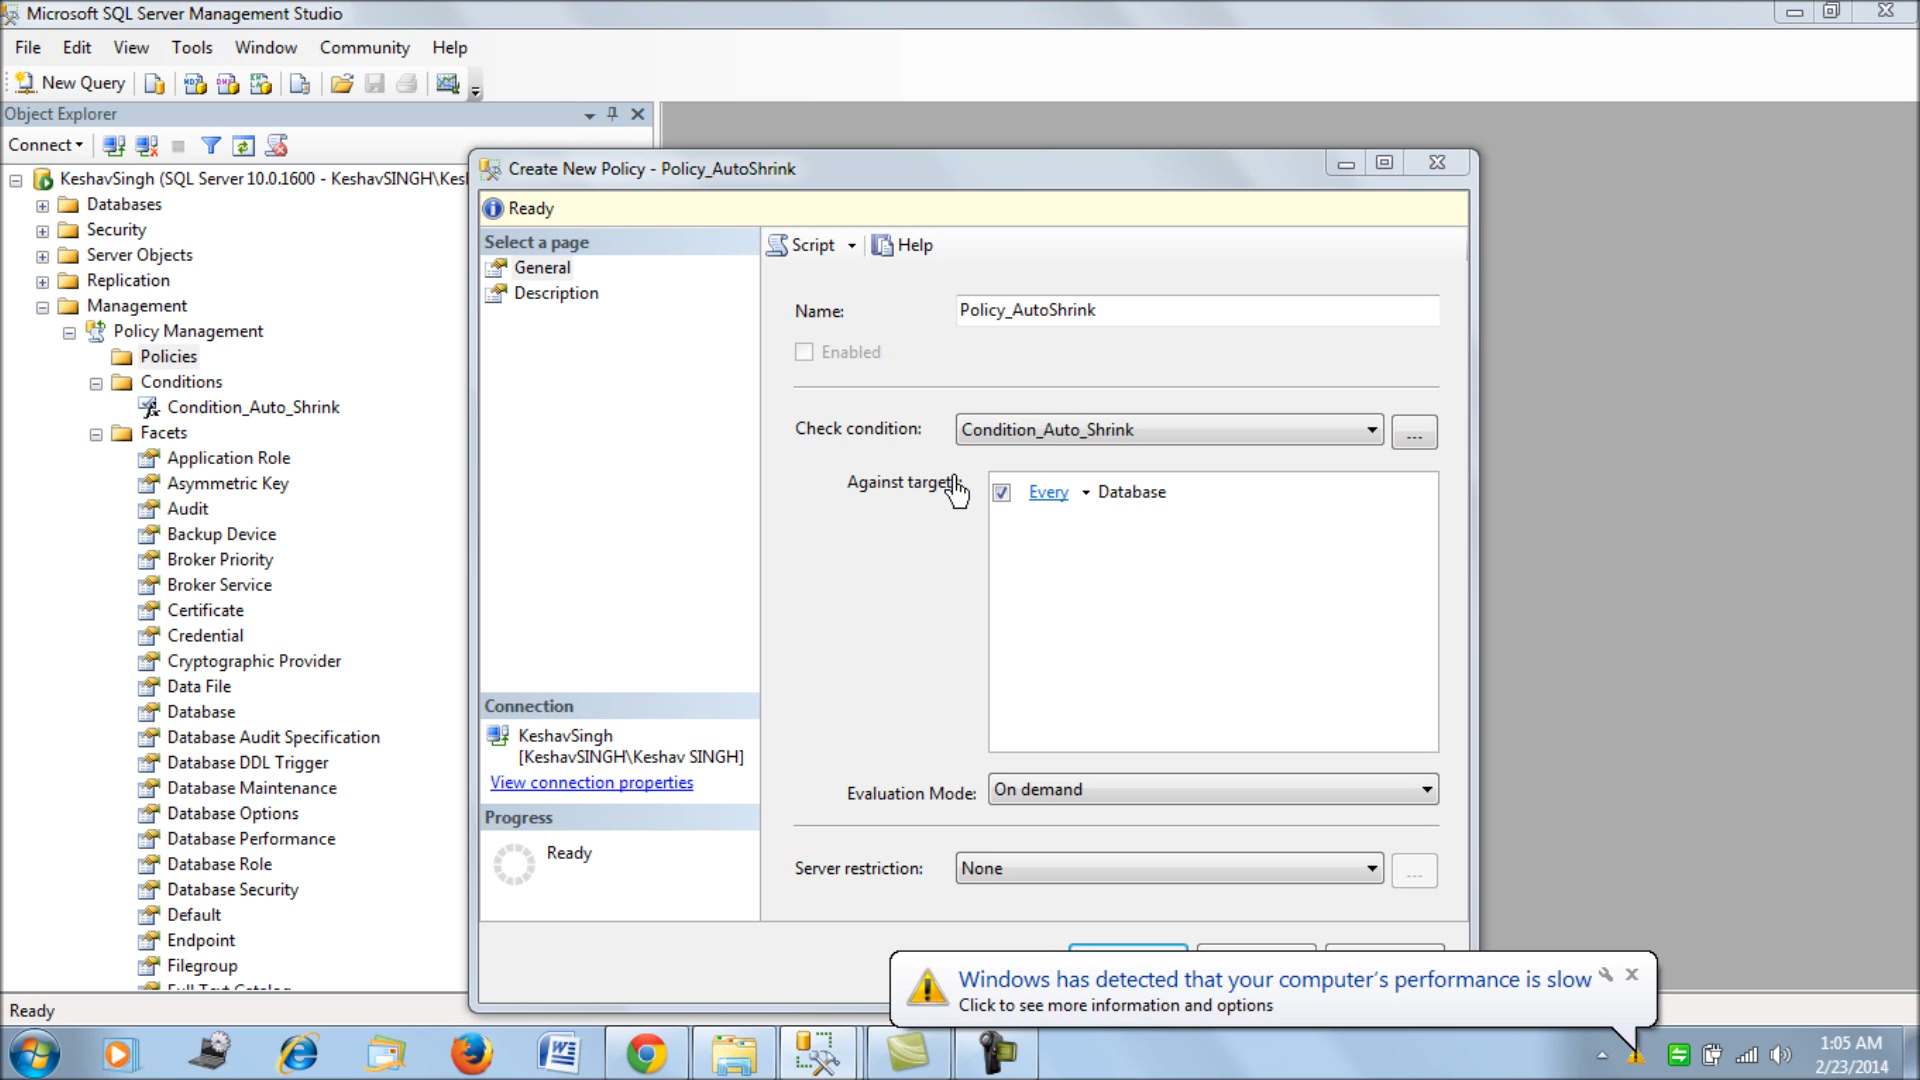 Microsoft SQL Server Management Studio
File Edit View Tools Window Community Help
New Query
Object Explorer
Connect
KeshavSingh (SQL Server 10.0.1600 - KeshavSINGH\Kesl
Databases
Security
Server Objects
Replication
Management
Policy Management
Policies
Conditions
Condition_Auto_Shrink
Facets
Application Role
Asymmetric Key
Audit
Backup Device
Broker Priority
Broker Service
Certificate
Credential
Cryptographic Provider
Data File
Database
Database Audit Specification
Database DDL Trigger
Database Maintenance
Database Options
Database Performance
Database Role
Database Security
Default
Endpoint
Filegroup
Ready
Create New Policy - Policy_AutoShrink
Ready
Select a page
General
Description
Connection
KeshavSingh
[KeshavSINGH\Keshav SINGH]
View connection properties
Progress
Ready
Script Help
Name: Policy_AutoShrink
Enabled
Check condition: Condition_Auto_Shrink ...
Against target
Every Database
Evaluation Mode: On demand
Server restriction: None ...
Windows has detected that your computer's performance is slow
Click to see more information and options
1:05 AM
2/23/2014